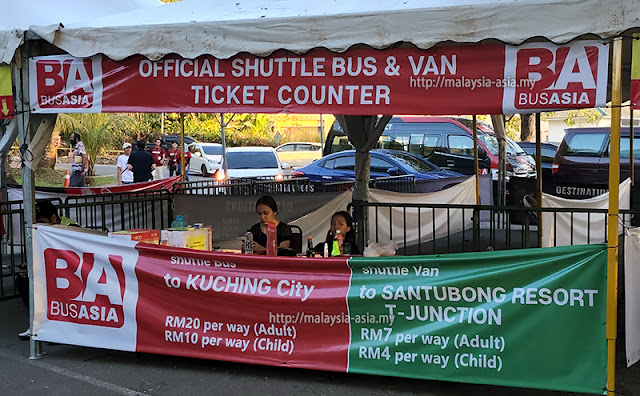 BA
BUSASIA
OFFICIAL SHUTTLE BUS & VAN
TICKET COUNTER
http://malaysia-asia.my
BA
BUSASIA
DESTINATION
BA
BUSASIA
shuttle Bus
to KUCHING City
RM20 per way (Adult)
RM10 per way (Child)
shuttle Van
to SANTUBONG RESORT
T-JUNCTION
RM7 per way (Adult)
RM4 per way (Child)
http://malaysia-asia.my